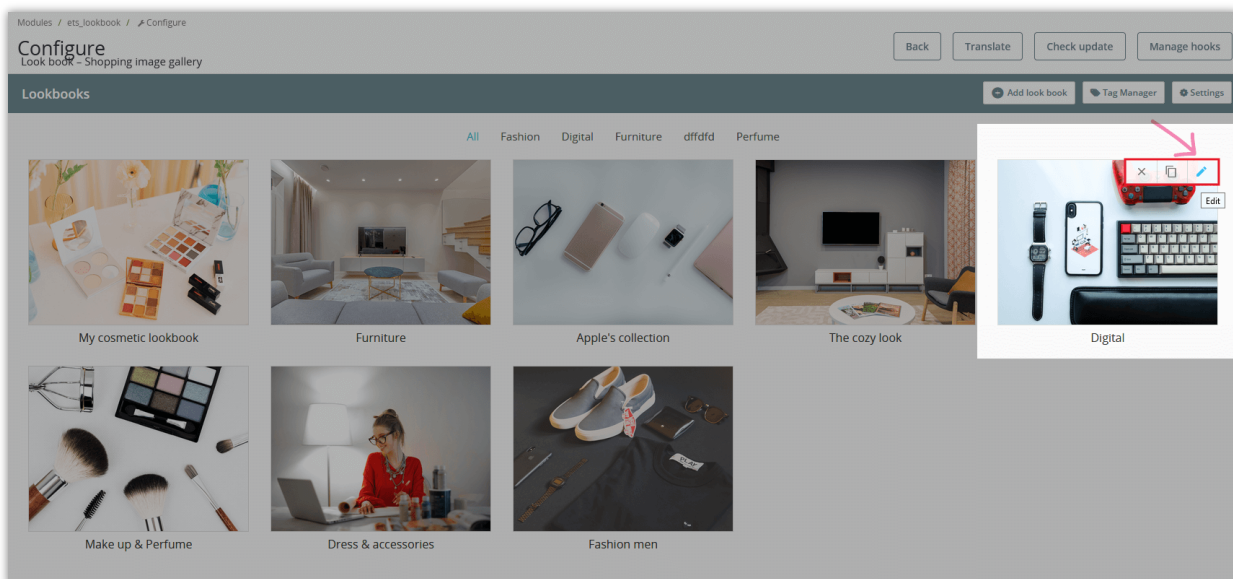 Modules / ets_lookbook / Configure
Configure
Look book – Shopping image gallery
Back Translate Check update Manage hooks
Lookbooks
Add look book Tag Manager Settings
All Fashion Digital Furniture dffdfd Perfume
Edit
My cosmetic lookbook Furniture Apple's collection The cozy look Digital
PLAY
Make up & Perfume Dress & accessories Fashion men